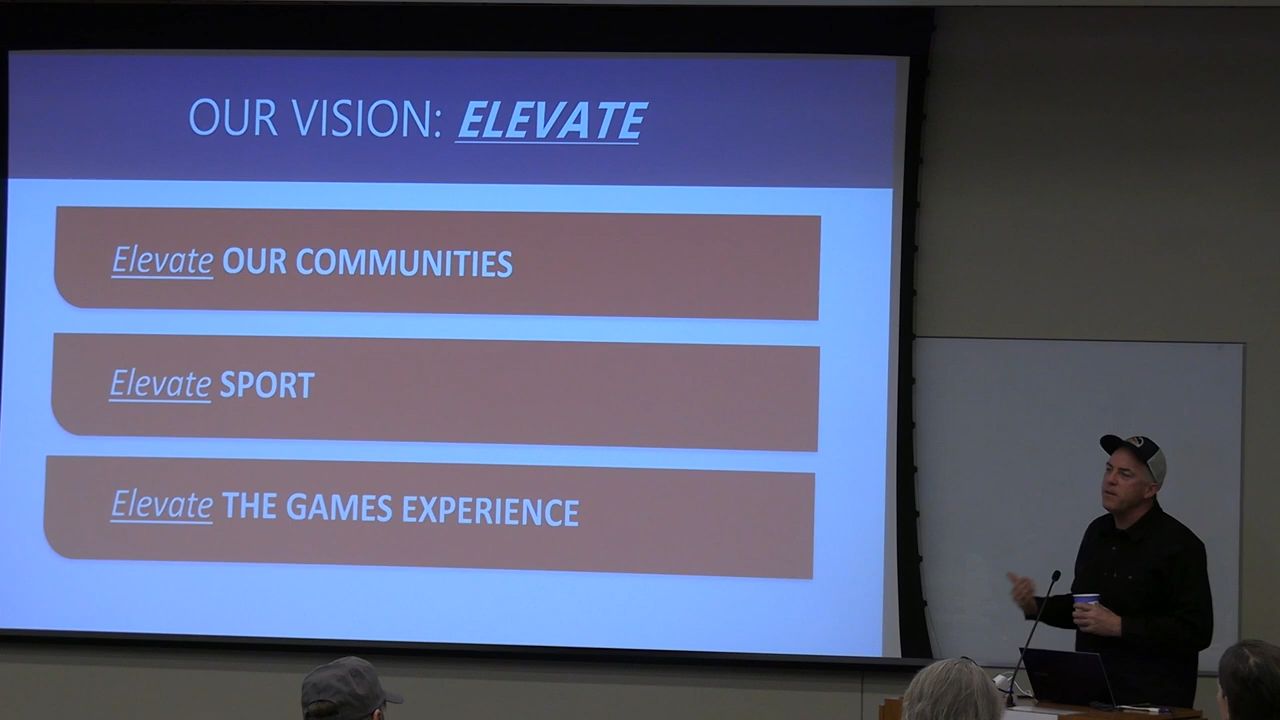 OUR VISION: ELEVATE
Elevate OUR COMMUNITIES
Elevate SPORT
Elevate THE GAMES EXPERIENCE